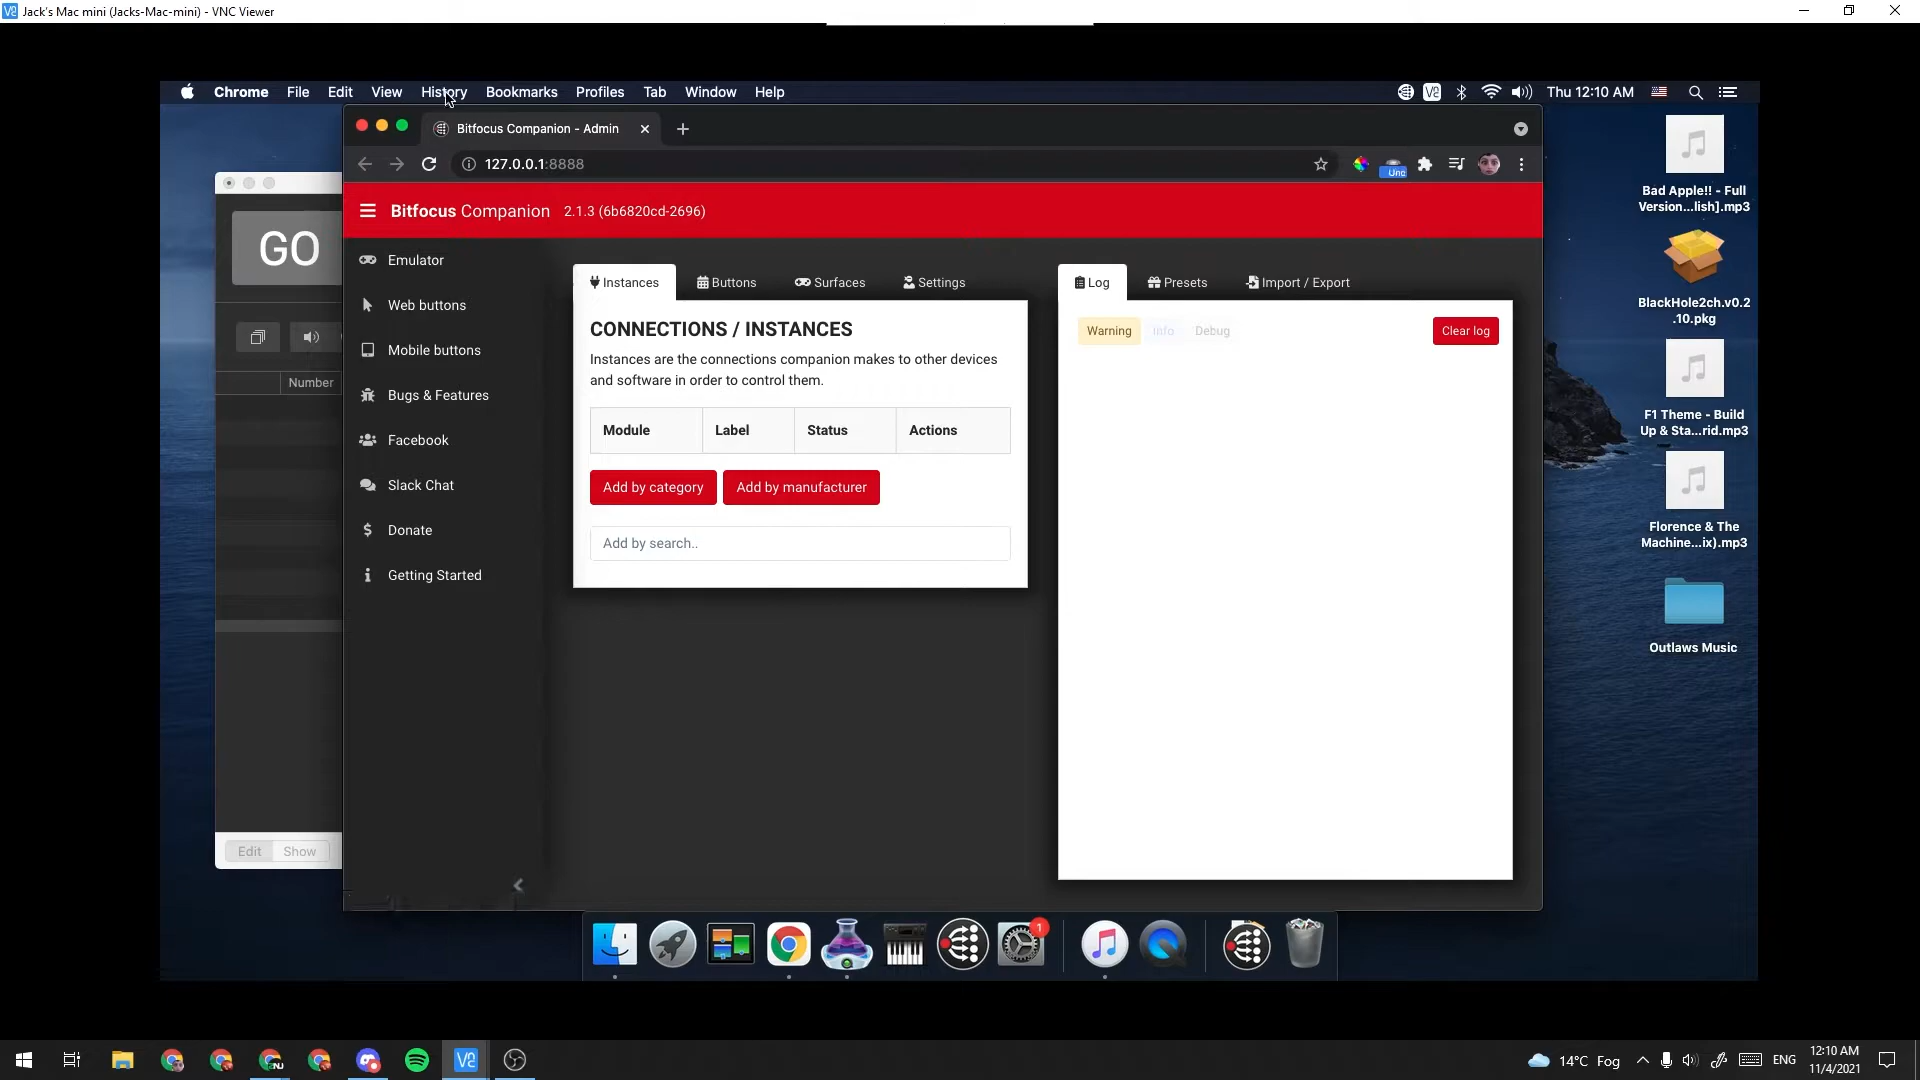 Jack's Mac mini (Jacks-Mac-mini) - VNC Viewer
Chrome File Edit View History Bookmarks Profiles Tab Window Help
Thu 12:10 AM
Bitfocus Companion - Admin
127.0.0.1:8888
Unc
Bitfocus Companion 2.1.3 (6b6820cd-2696)
GO
Number
Edit Show
Emulator
Web buttons
Mobile buttons
Bugs & Features
Facebook
Slack Chat
Donate
Getting Started
Instances Buttons Surfaces Settings
CONNECTIONS / INSTANCES
Instances are the connections companion makes to other devices
and software in order to control them.
Module Label Status Actions
Add by category Add by manufacturer
Add by search..
Log Presets Import / Export
Warning Info Debug Clear log
Bad Apple!! - Full
Version...lish].mp3
BlackHole2ch.v0.2
.10.pkg
F1 Theme - Build
Up & Sta...rid.mp3
Florence & The
Machine...ix).mp3
Outlaws Music
1
14°C Fog
ENG
12:10 AM
11/4/2021